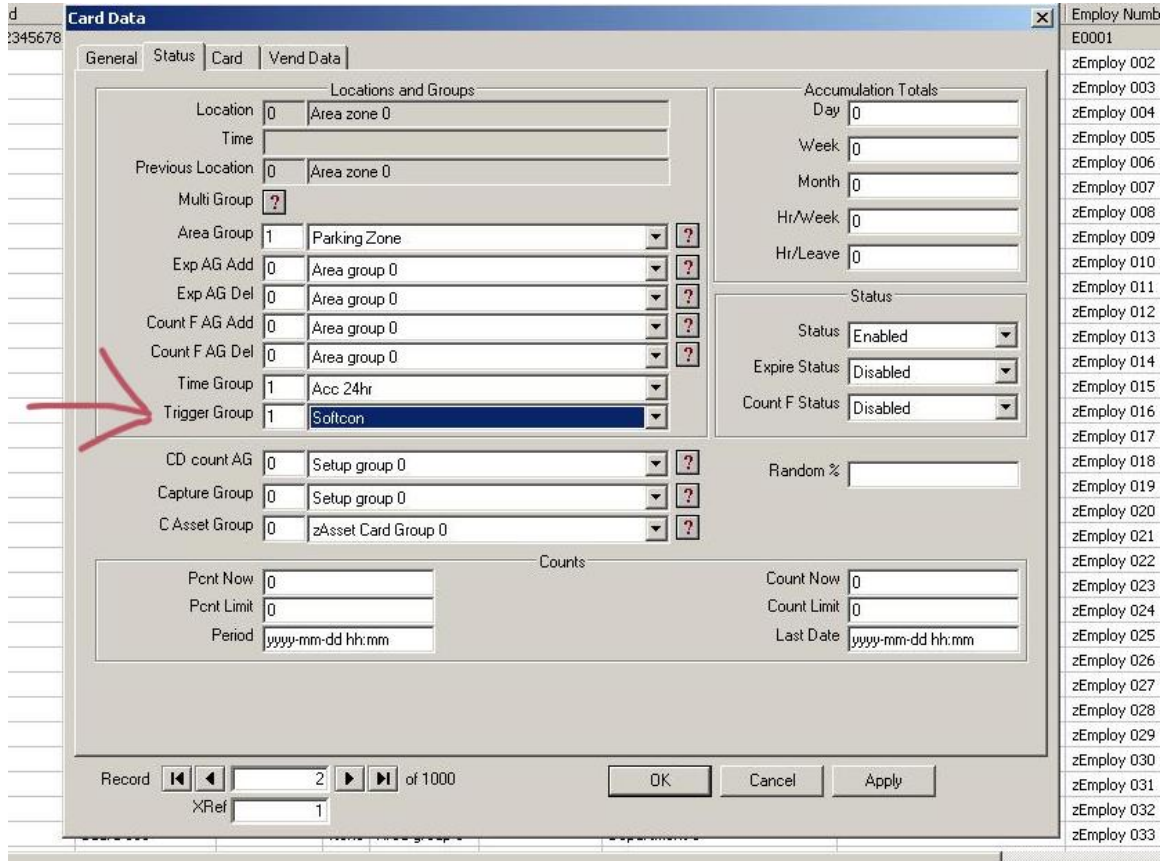 d
Card Data
Employ Numb
2345678
E0001
General Status Card Vend Data
Locations and Groups
Location 0 Area zone 0
Time
Previous Location 0 Area zone 0
Multi Group ?
Area Group 1 Parking Zone ?
Exp AG Add 0 Area group 0 ?
Exp AG Del 0 Area group 0 ?
Count F AG Add 0 Area group 0 ?
Count F AG Del 0 Area group 0 ?
Time Group 1 Acc 24hr
Trigger Group 1 Softcon
CD count AG 0 Setup group 0 ?
Capture Group 0 Setup group 0 ?
C Asset Group 0 zAsset Card Group 0 ?
Accumulation Totals
Day 0
Week 0
Month 0
Hr/Week 0
Hr/Leave 0
Status
Status Enabled
Expire Status Disabled
Count F Status Disabled
Random %
Counts
Pcnt Now 0
Pcnt Limit 0
Period yyyy-mm-dd hh:mm
Count Now 0
Count Limit 0
Last Date yyyy-mm-dd hh:mm
Record 2 of 1000
XRef 1
OK Cancel Apply
zEmploy 002
zEmploy 003
zEmploy 004
zEmploy 005
zEmploy 006
zEmploy 007
zEmploy 008
zEmploy 009
zEmploy 010
zEmploy 011
zEmploy 012
zEmploy 013
zEmploy 014
zEmploy 015
zEmploy 016
zEmploy 017
zEmploy 018
zEmploy 019
zEmploy 020
zEmploy 021
zEmploy 022
zEmploy 023
zEmploy 024
zEmploy 025
zEmploy 026
zEmploy 027
zEmploy 028
zEmploy 029
zEmploy 030
zEmploy 031
zEmploy 032
zEmploy 033